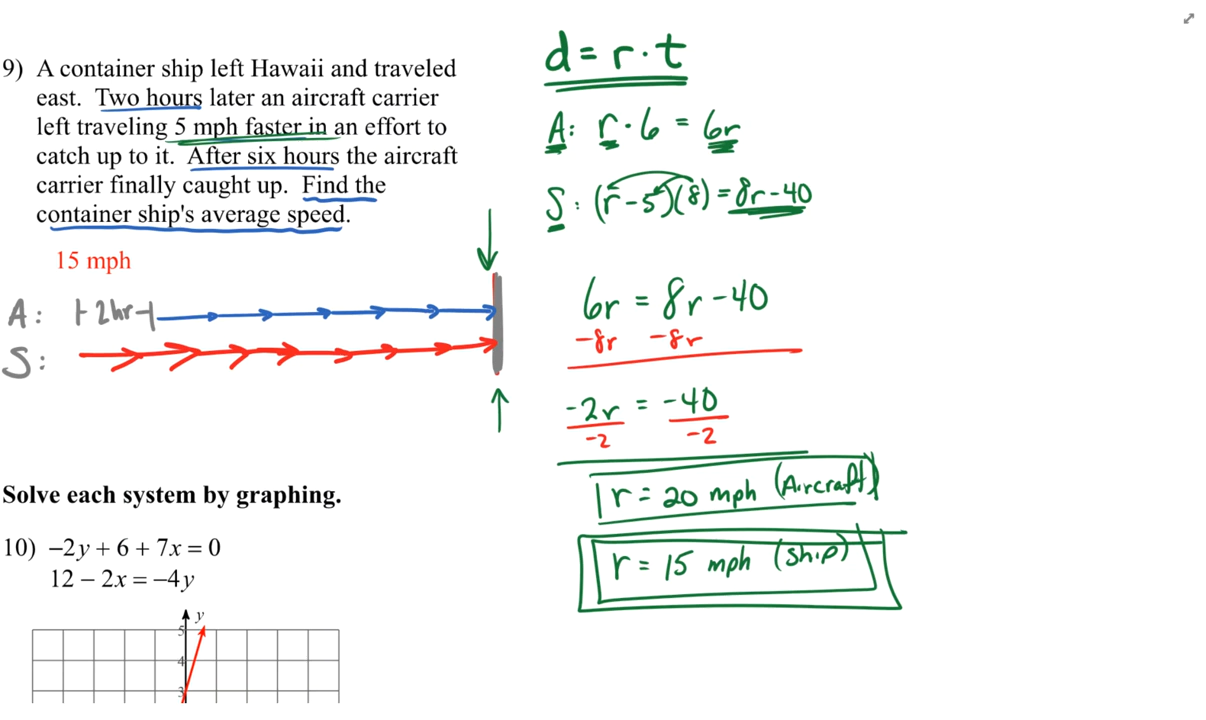 9) A container ship left Hawaii and traveled
east. Two hours later an aircraft carrier
left traveling 5 mph faster in an effort to
catch up to it. After six hours the aircraft
carrier finally caught up. Find the
container ship's average speed.
15 mph
A: 2hr
S:
Solve each system by graphing.
10) −2y + 6 + 7x = 0
12 − 2x = −4y
y
5
4
3
d = r · t
A: r · 6 = 6r
S: (r − 5)(8) = 8r − 40
6r = 8r − 40
−8r −8r
−2r = −40
−2 −2
r = 20 mph (Aircraft)
r = 15 mph (ship)